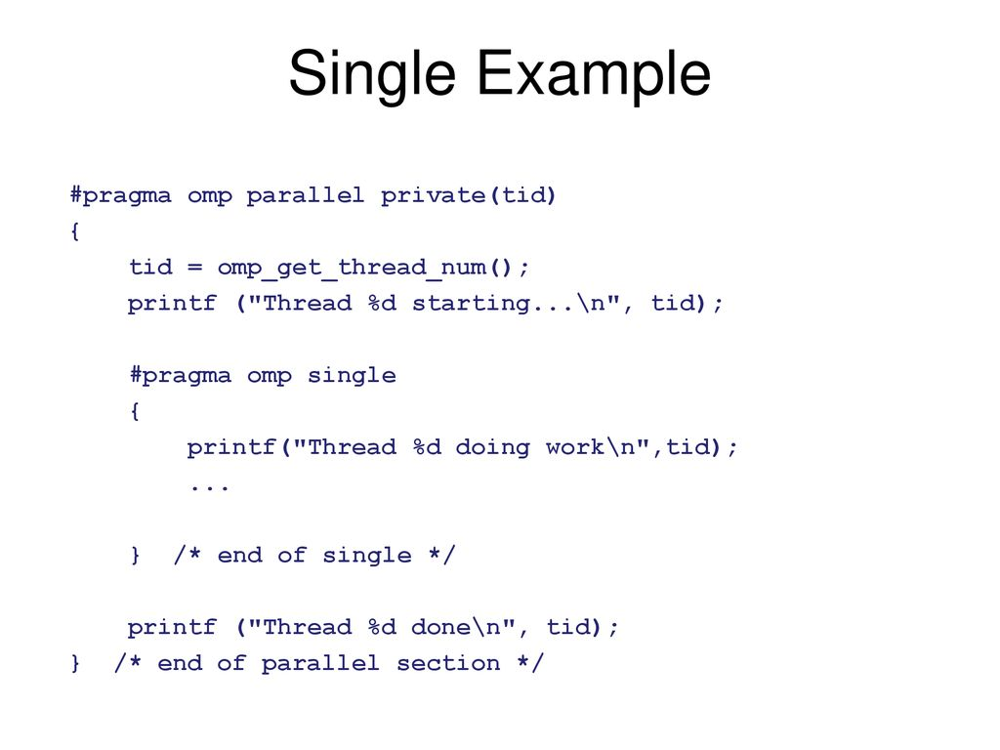 Single Example
#pragma omp parallel private(tid)
{
tid = omp_get_thread_num();
printf ("Thread %d starting...\n", tid);
#pragma omp single
{
printf("Thread %d doing work\n",tid);
...
} /* end of single */
printf ("Thread %d done\n", tid);
} /* end of parallel section */